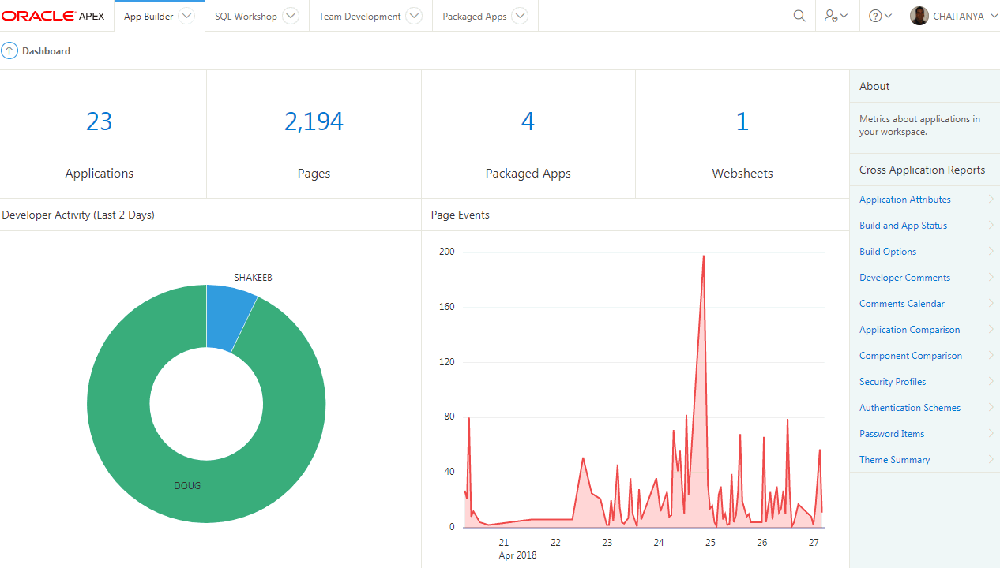 ORACLE APEX App Builder SQL Workshop Team Development Packaged Apps CHAITANYA
Dashboard
23 2,194 4 1
Applications Pages Packaged Apps Websheets
About
Metrics about applications in
your workspace.
Cross Application Reports
Application Attributes
Build and App Status
Build Options
Developer Comments
Comments Calendar
Application Comparison
Component Comparison
Security Profiles
Authentication Schemes
Password Items
Theme Summary
Developer Activity (Last 2 Days)
SHAKEEB
DOUG
Page Events
200
160
120
80
40
0
21 22 23 24 25 26 27
Apr 2018